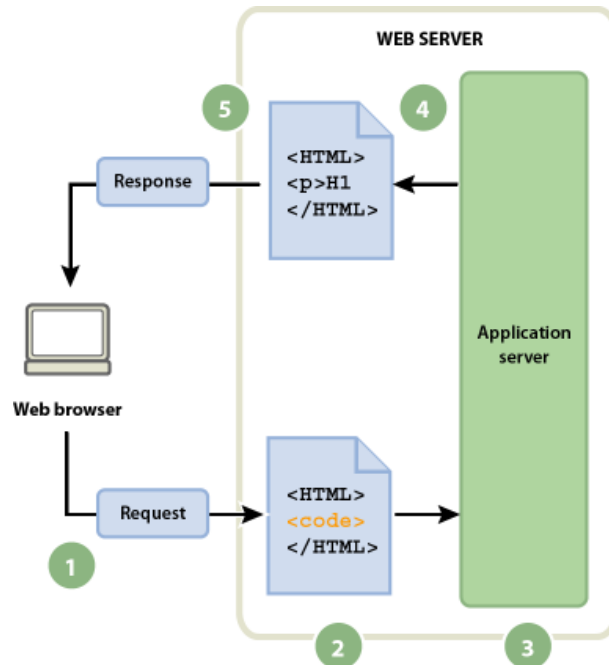 WEB SERVER
5
4
<HTML>
<p>H1
</HTML>
Response
Application
server
Web browser
Request
<HTML>
<code>
</HTML>
1
2
3